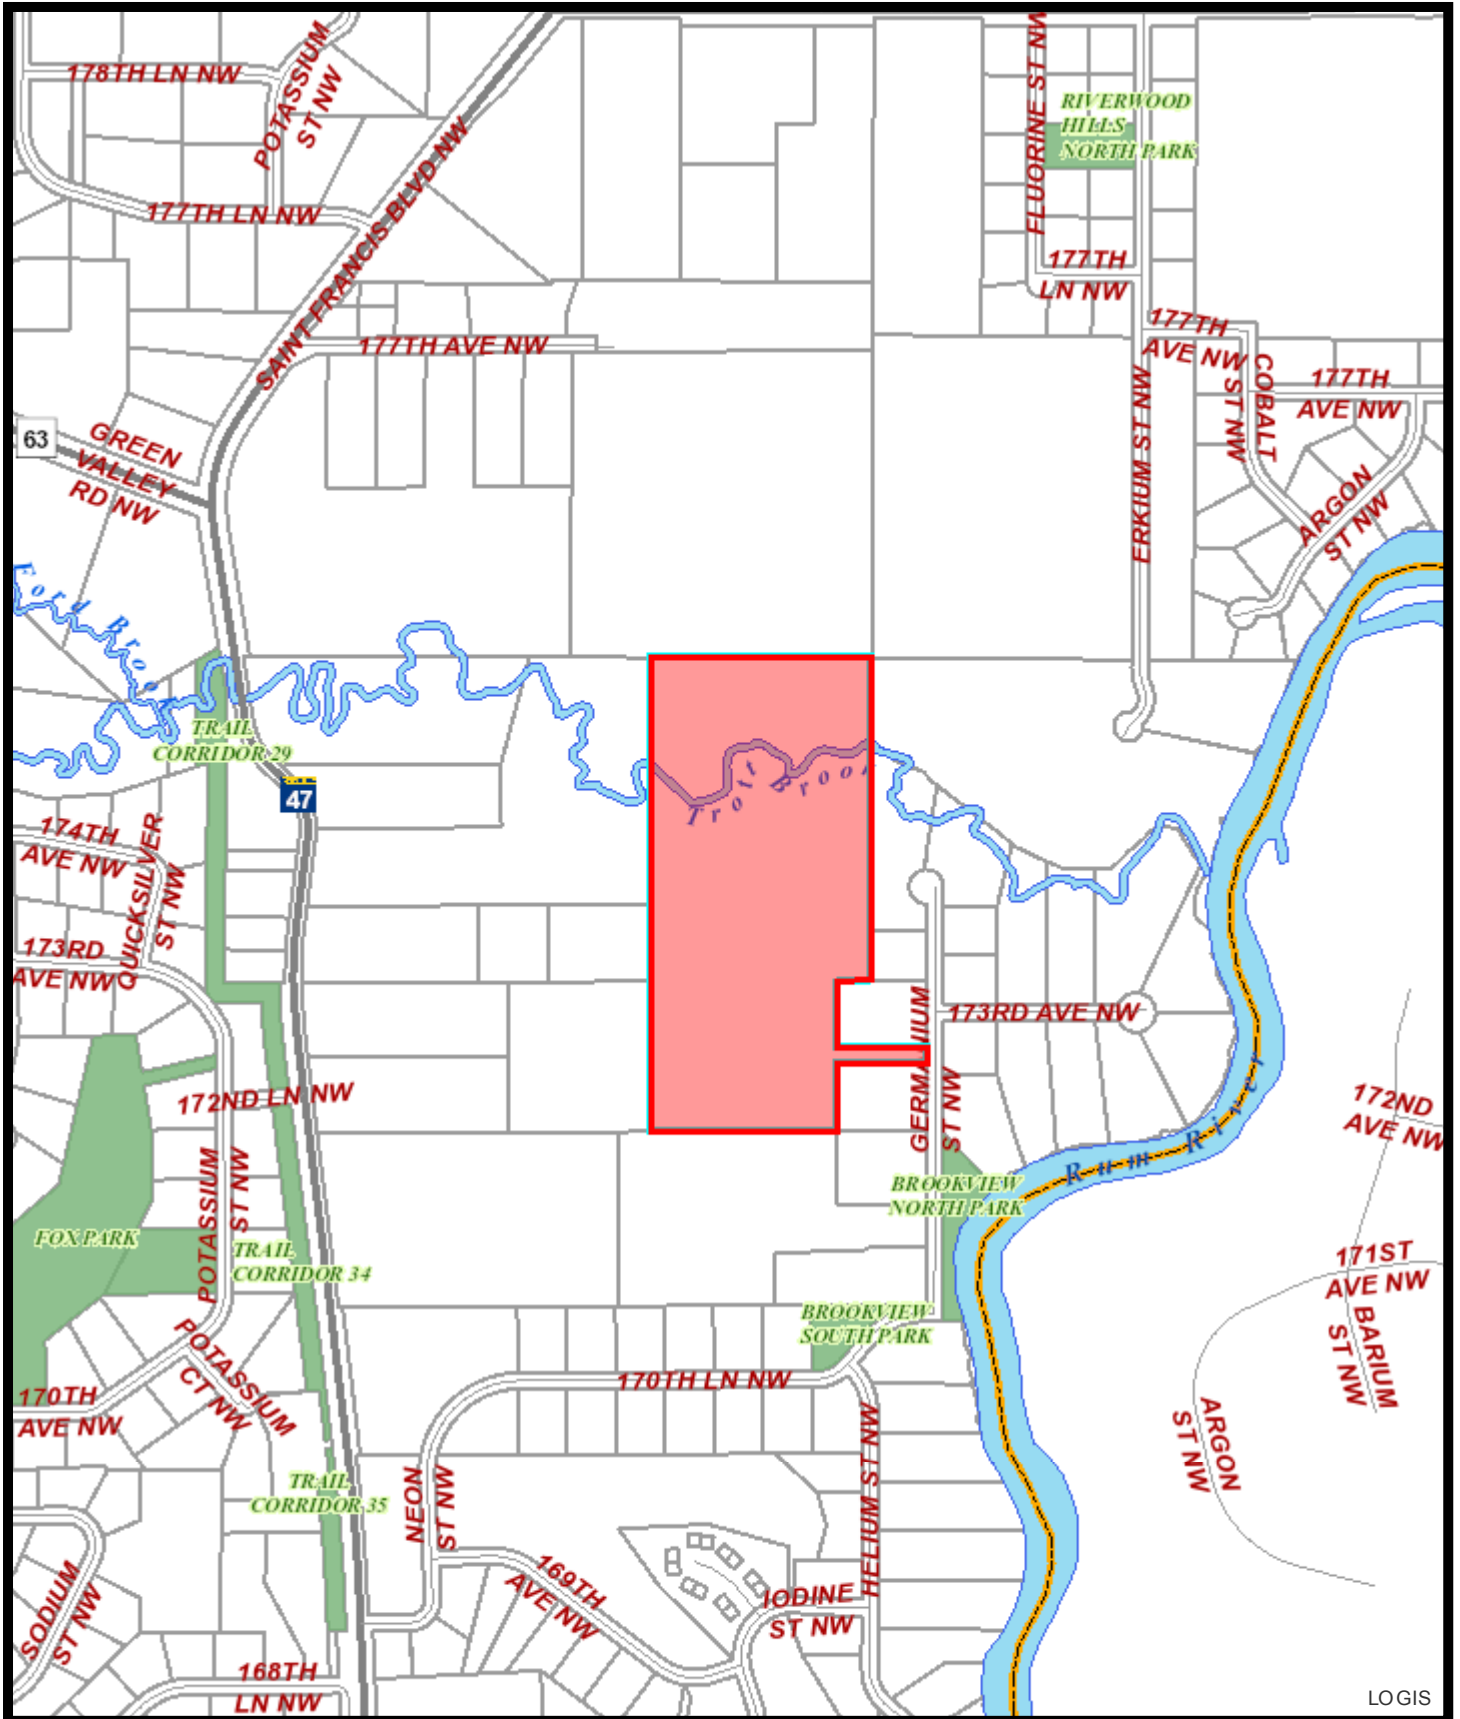 178TH LN NW
POTASSIUM
ST NW
FLUORINE ST NW
RIVERWOOD
HILLS
NORTH PARK
177TH LN NW
SAINT FRANCIS BLVD NW
177TH
LN NW
177TH AVE NW
177TH
AVE NW
COBALT
ST NW
177TH
AVE NW
63
GREEN
VALLEY
RD NW
ERKIUM ST NW
ARGON
ST NW
Ford Brook
TRAIL
CORRIDOR 29
47
Trott Brook
174TH
AVE NW
QUICKSILVER
ST NW
173RD
AVE NW
GERMANIUM
ST NW
173RD AVE NW
172ND LN NW
172ND
AVE NW
POTASSIUM
ST NW
Rum River
BROOKVIEW
NORTH PARK
FOX PARK
TRAIL
CORRIDOR 34
171ST
AVE NW
BARIUM
ST NW
BROOKVIEW
SOUTH PARK
POTASSIUM
CT NW
170TH
AVE NW
170TH LN NW
ARGON
ST NW
HELIUM ST NW
TRAIL
CORRIDOR 35
NEON
ST NW
169TH
AVE NW
IODINE
ST NW
SODIUM
ST NW
168TH
LN NW
LOGIS